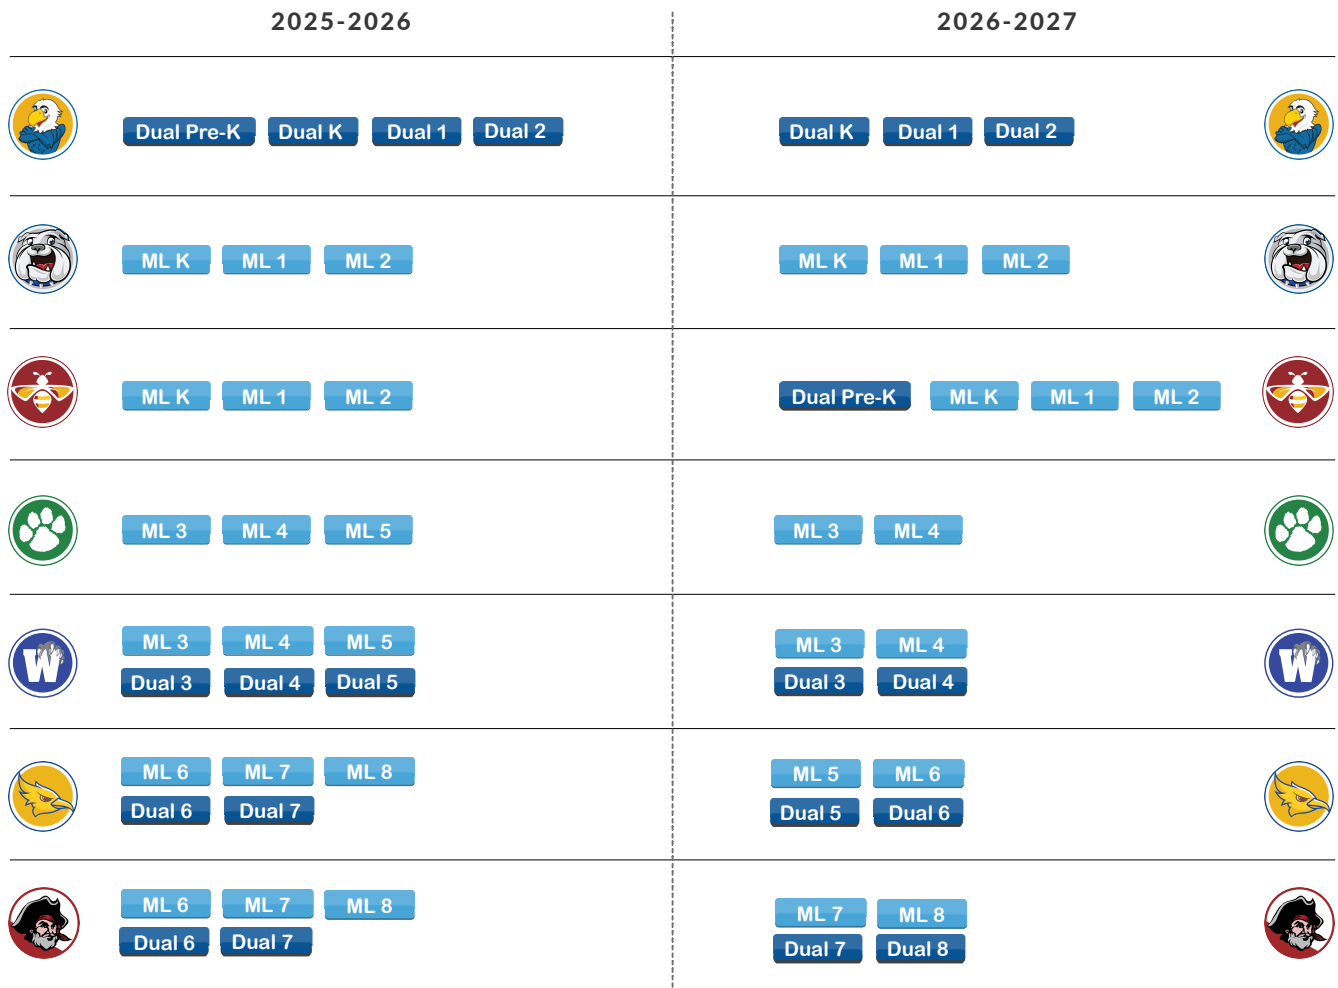 2025-2026 2026-2027
Dual Pre-K Dual K Dual 1 Dual 2 Dual K Dual 1 Dual 2
ML K ML 1 ML 2 ML K ML 1 ML 2
ML K ML 1 ML 2 Dual Pre-K ML K ML 1 ML 2
ML 3 ML 4 ML 5 ML 3 ML 4
W ML 3 ML 4 ML 5 ML 3 ML 4 W
Dual 3 Dual 4 Dual 5 Dual 3 Dual 4
ML 6 ML 7 ML 8 ML 5 ML 6
Dual 6 Dual 7 Dual 5 Dual 6
ML 6 ML 7 ML 8 ML 7 ML 8
Dual 6 Dual 7 Dual 7 Dual 8